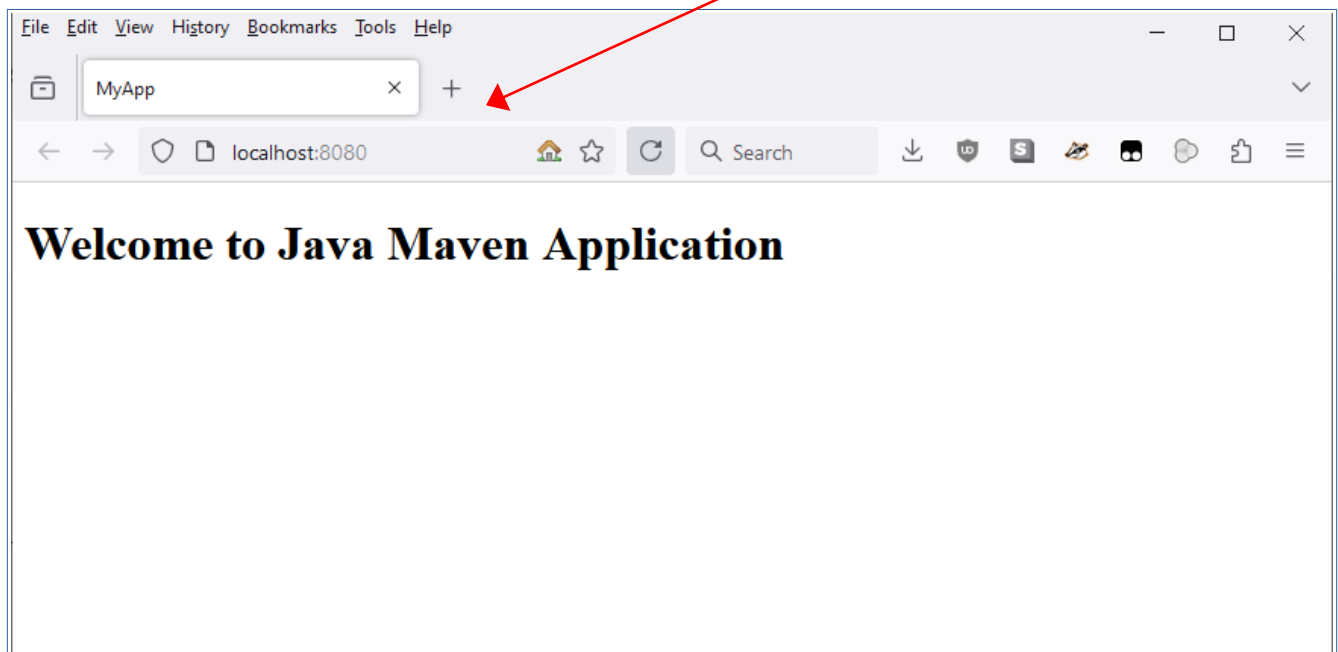 File Edit View History Bookmarks Tools Help
MyApp
localhost:8080 Search
Welcome to Java Maven Application